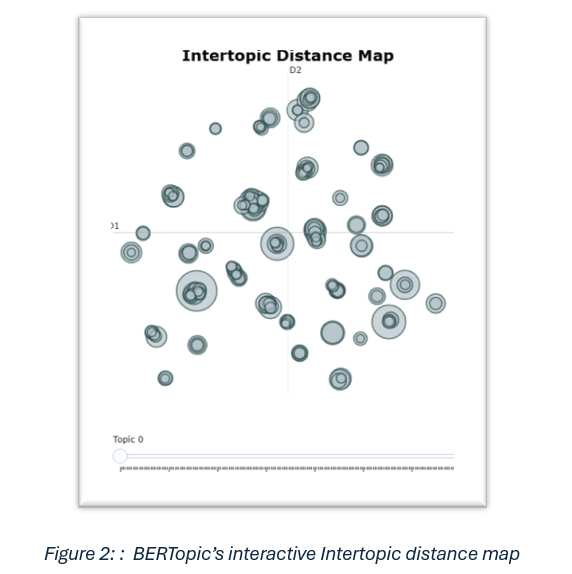 Intertopic Distance Map
D2
D1
Topic 0
Figure 2: : BERTopic's interactive Intertopic distance map